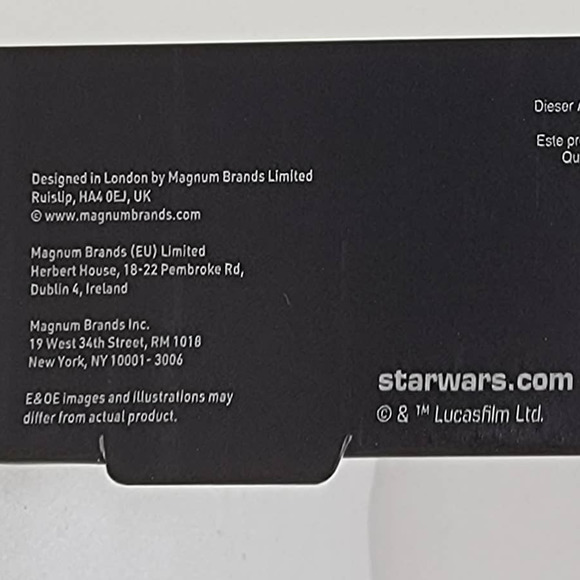 Designed in London by Magnum Brands Limited
Ruislip, HA4 0EJ, UK
© www.magnumbrands.com
Magnum Brands (EU) Limited
Herbert House, 18-22 Pembroke Rd,
Dublin 4, Ireland
Magnum Brands Inc.
19 West 34th Street, RM 1018
New York, NY 10001- 3006
E&OE images and illustrations may
differ from actual product.
Dieser
Este
starwars.com
© & ™ Lucasfilm Ltd.